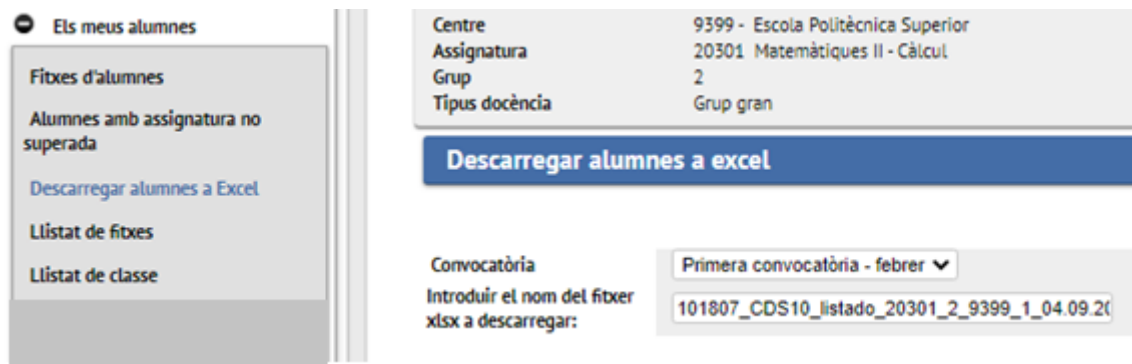 Els meus alumnes
Fitxes d'alumnes
Alumnes amb assignatura no
superada
Descarregar alumnes a Excel
Llistat de fitxes
Llistat de classe
Centre 9399 - Escola Politècnica Superior
Assignatura 20301 Matemàtiques II - Càlcul
Grup 2
Tipus docència Grup gran
Descarregar alumnes a excel
Convocatòria Primera convocatòria - febrer
Introduir el nom del fitxer
xlsx a descarregar: 101807_CDS10_listado_20301_2_9399_1_04.09.20